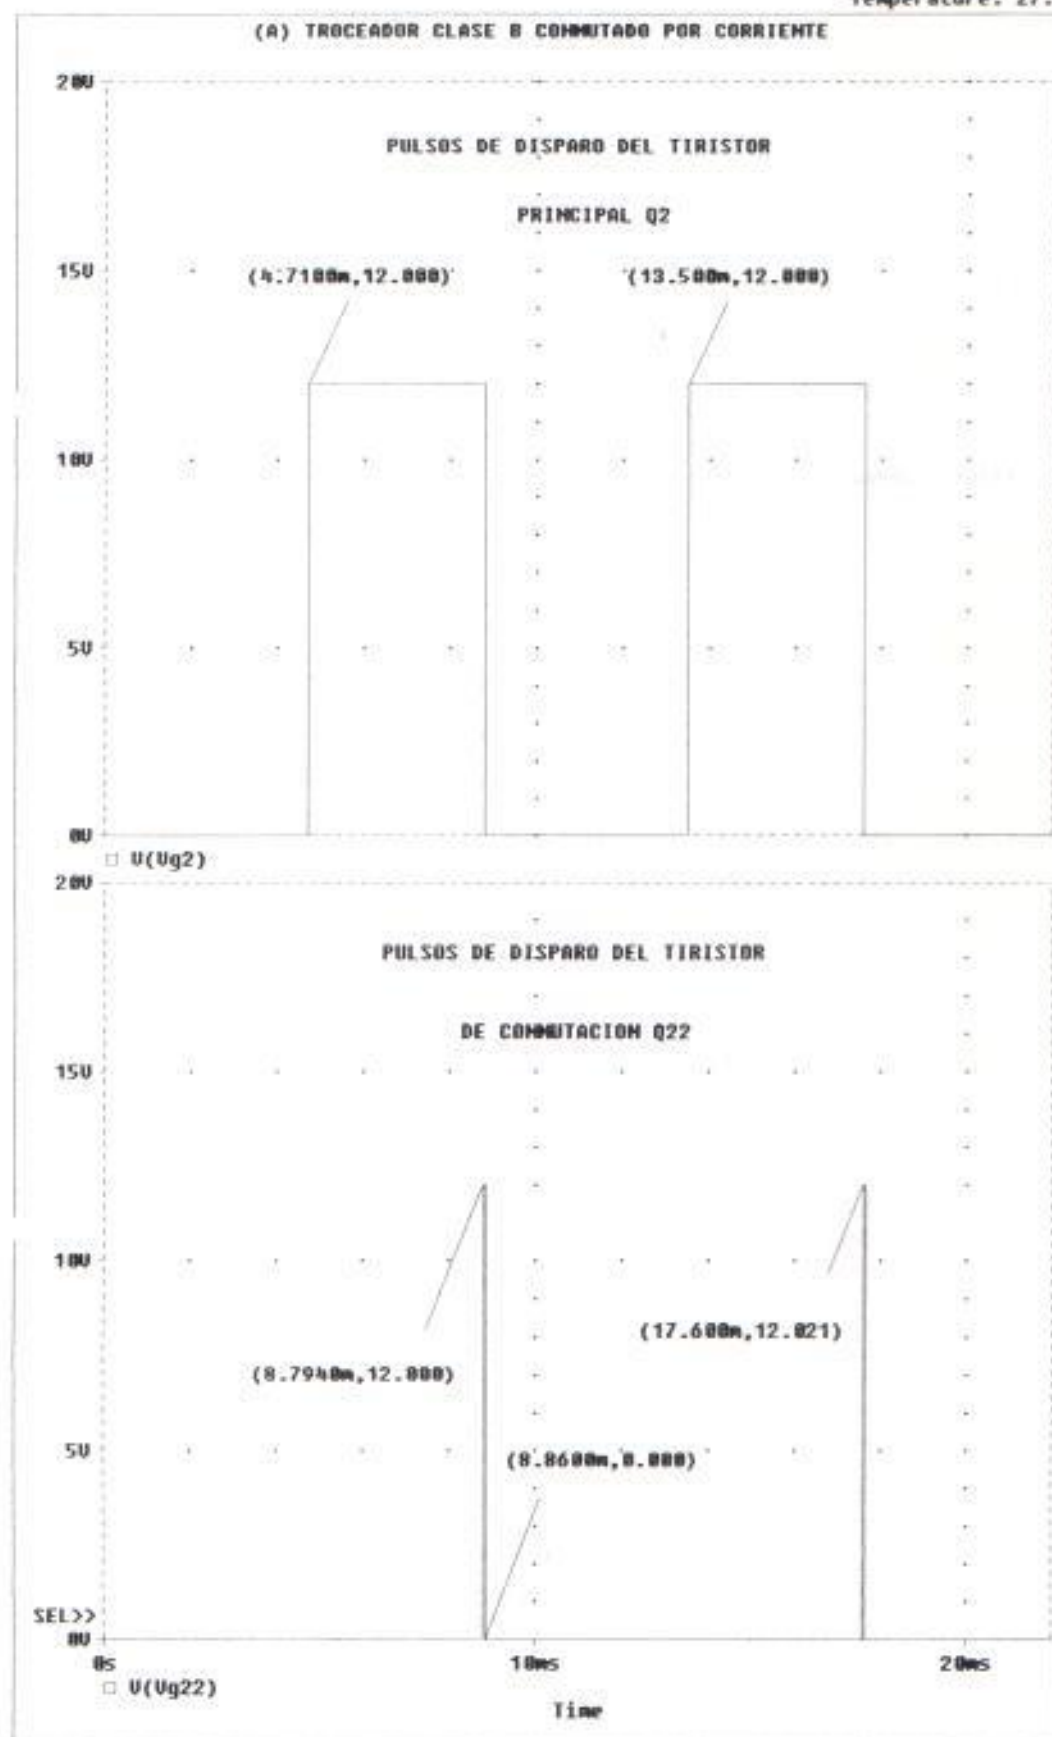 Temperature: 27.
(A) TROCEADOR CLASE B CONMUTADO POR CORRIENTE
20V
PULSOS DE DISPARO DEL TIRISTOR
PRINCIPAL Q2
15V
(4.7100m,12.000)
(13.500m,12.000)
10V
5V
0V
V(Vg2)
20V
PULSOS DE DISPARO DEL TIRISTOR
DE CONMUTACION Q22
15V
10V
(17.600m,12.021)
(8.7940m,12.000)
5V
(8.8600m,0.000)
SEL>>
0V
0s
10ms
20ms
V(Vg22)
Time